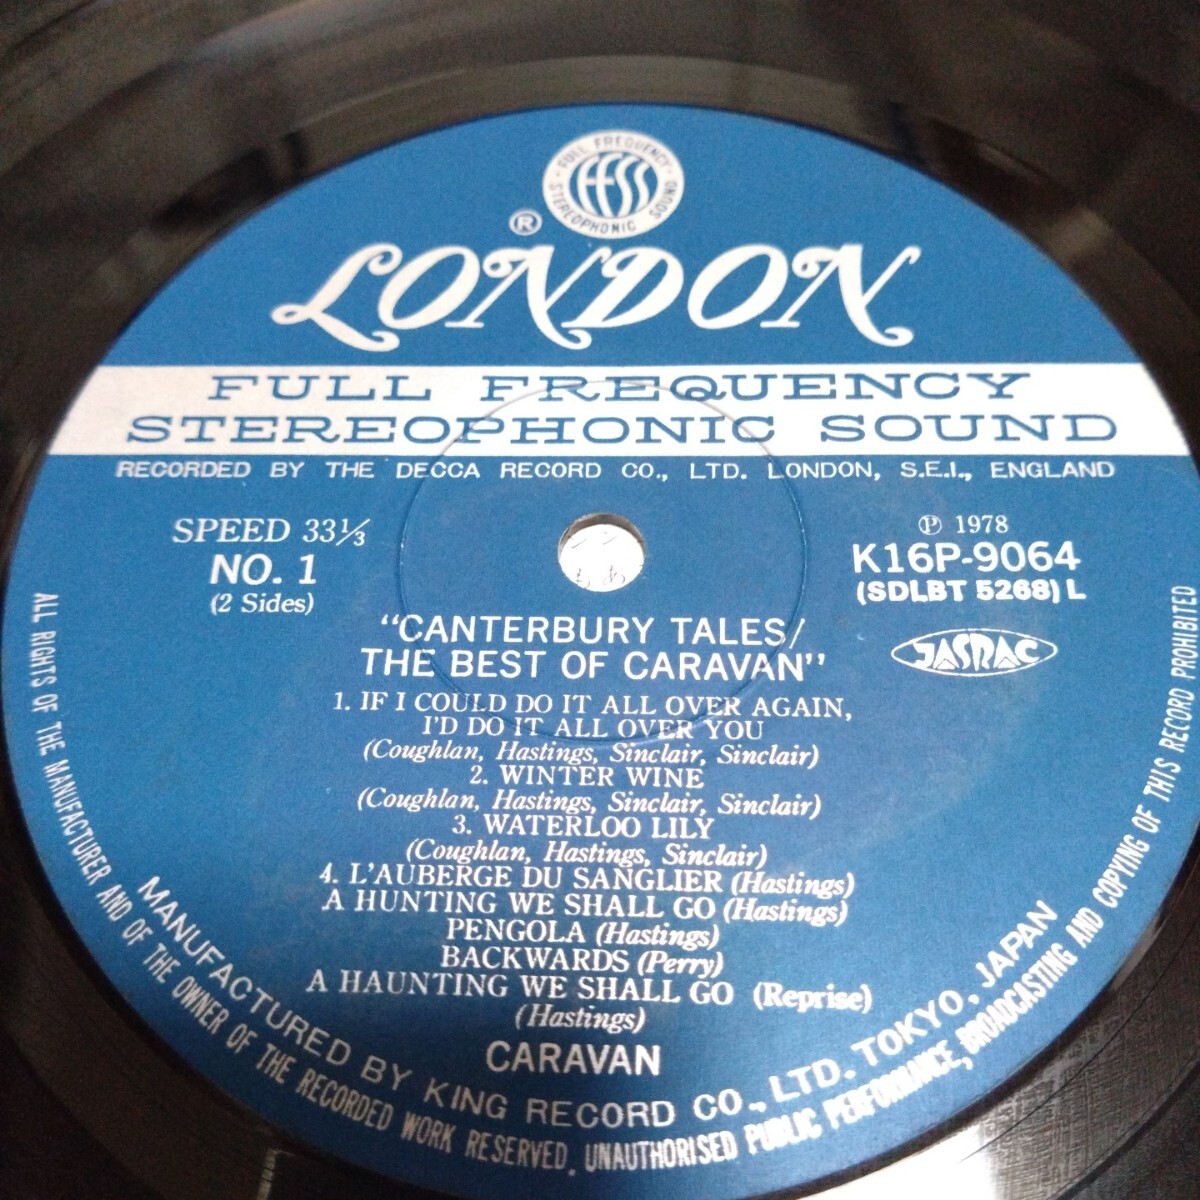 FULL FREQUENCY
STEREOPHONIC SOUND
FFSS
®
LONDON
FULL FREQUENCY
STEREOPHONIC SOUND
RECORDED BY THE DECCA RECORD CO., LTD. LONDON, S.E.I., ENGLAND
SPEED 33⅓
NO. 1
(2 Sides)
℗ 1978
K16P-9064
(SDLBT 5268) L
JASRAC
"CANTERBURY TALES/
THE BEST OF CARAVAN"
1. IF I COULD DO IT ALL OVER AGAIN,
I'D DO IT ALL OVER YOU
(Coughlan, Hastings, Sinclair, Sinclair)
2. WINTER WINE
(Coughlan, Hastings, Sinclair, Sinclair)
3. WATERLOO LILY
(Coughlan, Hastings, Sinclair)
4. L'AUBERGE DU SANGLIER (Hastings)
A HUNTING WE SHALL GO (Hastings)
PENGOLA (Hastings)
BACKWARDS (Perry)
A HAUNTING WE SHALL GO (Reprise)
(Hastings)
CARAVAN
MANUFACTURED BY KING RECORD CO., LTD. TOKYO, JAPAN
ALL RIGHTS OF THE MANUFACTURER AND OF THE OWNER OF THE RECORDED WORK RESERVED. UNAUTHORISED PUBLIC PERFORMANCE, BROADCASTING AND COPYING OF THIS RECORD PROHIBITED